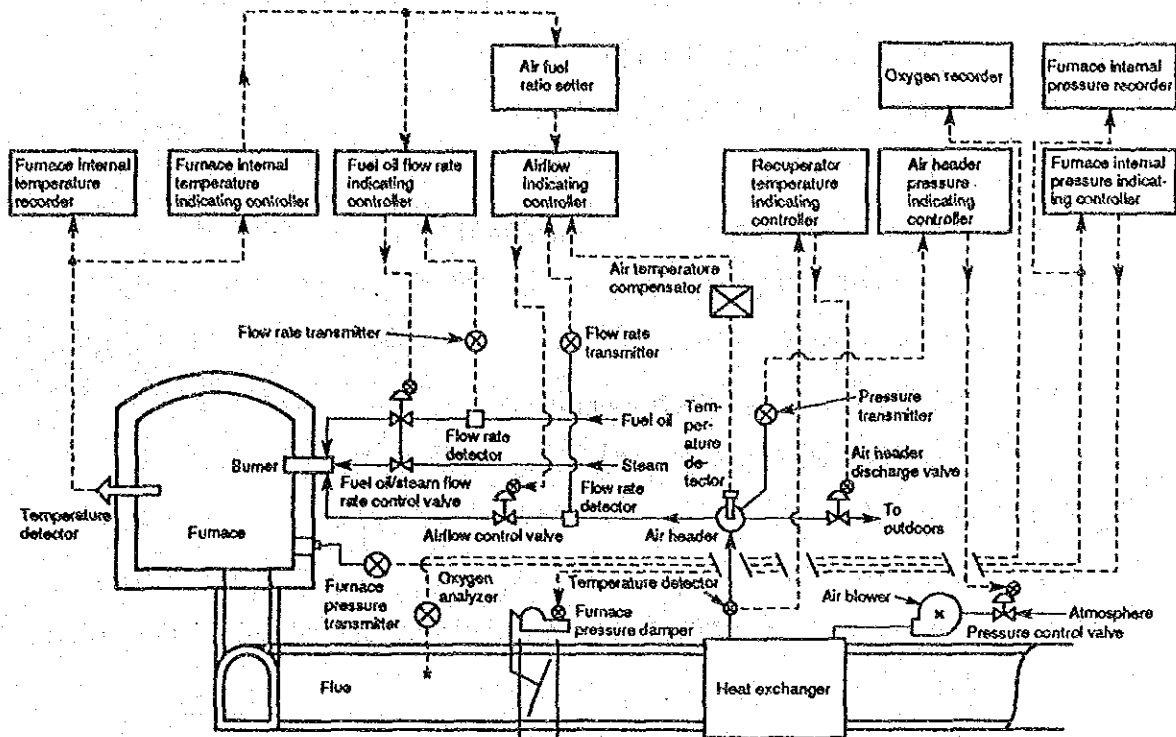 Air fuel
ratio setter
Oxygen recorder
Furnace internal
pressure recorder
Furnace internal
temperature
recorder
Furnace internal
temperature
indicating controller
Fuel oil flow rate
indicating
controller
Airflow
indicating
controller
Recuperator
temperature
indicating
controller
Air header
pressure
indicating
controller
Furnace internal
pressure indicat-
ing controller
Air temperature
compensator
Flow rate transmitter
Flow rate
transmitter
Pressure
transmitter
Tem-
per-
ature
de-
tector
Fuel oil
Flow rate
detector
Burner
Steam
Air header
discharge valve
Fuel oil/steam flow
rate control valve
Flow rate
detector
To
outdoors
Temperature
detector
Furnace
Airflow control valve
Air header
Furnace
pressure
transmitter
Oxygen
analyzer
Temperature detector
Furnace
pressure damper
Air blower
Atmosphere
Pressure control valve
Flue
Heat exchanger